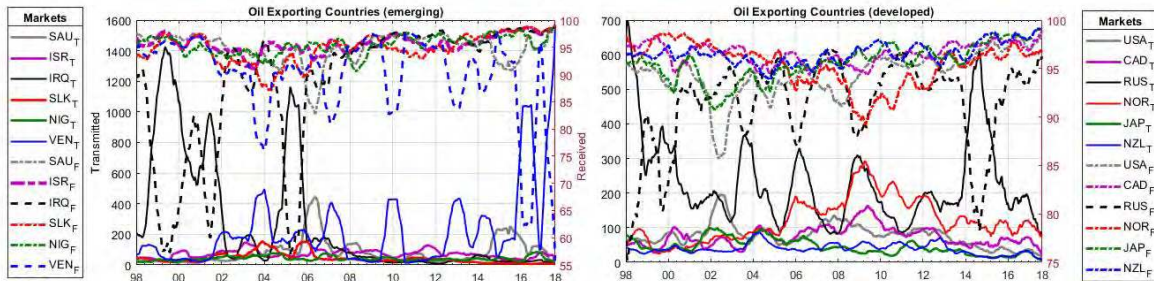 Markets
SAU_T
ISR_T
IRQ_T
SLK_T
NIG_T
VEN_T
SAU_F
ISR_F
IRQ_F
SLK_F
NIG_F
VEN_F
Oil Exporting Countries (emerging)
Transmitted
1600
1400
1200
1000
800
600
400
200
0
98 00 02 04 06 08 10 12 14 16 18
100
95
90
85
80
75
70
65
60
55
Received
Oil Exporting Countries (developed)
700
600
500
400
300
200
100
0
98 00 02 04 06 08 10 12 14 16 18
100
95
90
85
80
75
Markets
USA_T
CAD_T
RUS_T
NOR_T
JAP_T
NZL_T
USA_F
CAD_F
RUS_F
NOR_F
JAP_F
NZL_F